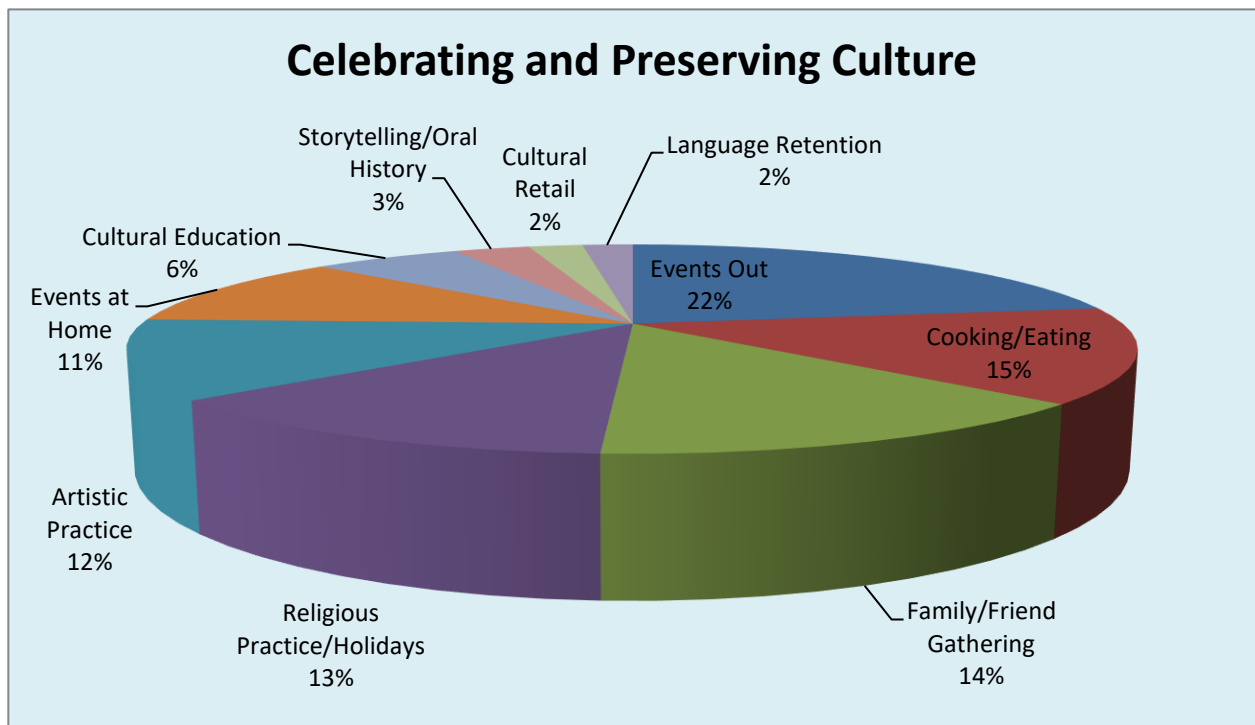 Celebrating and Preserving Culture
Storytelling/Oral
History
3%
Cultural
Retail
2%
Language Retention
2%
Cultural Education
6%
Events Out
22%
Events at
Home
11%
Cooking/Eating
15%
Artistic
Practice
12%
Religious
Practice/Holidays
13%
Family/Friend
Gathering
14%